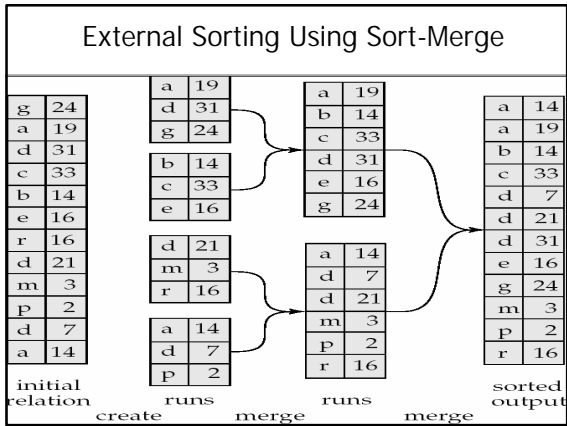 External Sorting Using Sort-Merge
g 24
a 19
d 31
c 33
b 14
e 16
r 16
d 21
m 3
p 2
d 7
a 14
initial
relation
create
a 19
d 31
g 24
b 14
c 33
e 16
d 21
m 3
r 16
a 14
d 7
p 2
runs
merge
a 19
b 14
c 33
d 31
e 16
g 24
a 14
d 7
d 21
m 3
p 2
r 16
runs
merge
a 14
a 19
b 14
c 33
d 7
d 21
d 31
e 16
g 24
m 3
p 2
r 16
sorted
output